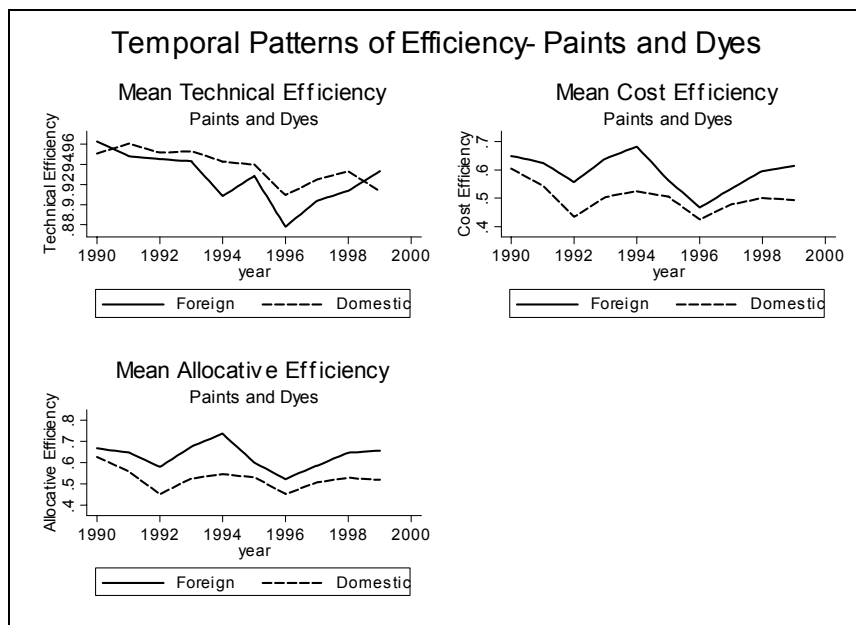 Temporal Patterns of Efficiency- Paints and Dyes
Mean Technical Efficiency
Paints and Dyes
Technical Efficiency
.88 .9 .92 .94 .96
1990 1992 1994 1996 1998 2000
year
Foreign Domestic
Mean Cost Efficiency
Paints and Dyes
Cost Efficiency
.4 .5 .6 .7
1990 1992 1994 1996 1998 2000
year
Foreign Domestic
Mean Allocative Efficiency
Paints and Dyes
Allocative Efficiency
.4 .5 .6 .7 .8
1990 1992 1994 1996 1998 2000
year
Foreign Domestic